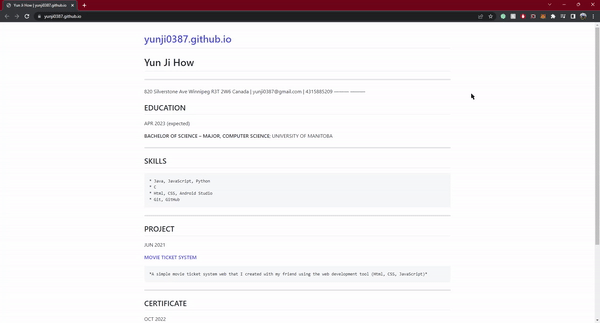 Yun Ji How | yunji0387.github.io
yunji0387.github.io
yunji0387.github.io
Yun Ji How
820 Silverstone Ave Winnipeg R3T 2W6 Canada | yunji0387@gmail.com | 4315885209 ——— ———
EDUCATION
APR 2023 (expected)
BACHELOR OF SCIENCE – MAJOR, COMPUTER SCIENCE: UNIVERSITY OF MANITOBA
SKILLS
* Java, JavaScript, Python
* C
* Html, CSS, Android Studio
* Git, GitHub
PROJECT
JUN 2021
MOVIE TICKET SYSTEM
*A simple movie ticket system web that I created with my friend using the web development tool (Html, CSS, JavaScript)*
CERTIFICATE
OCT 2022